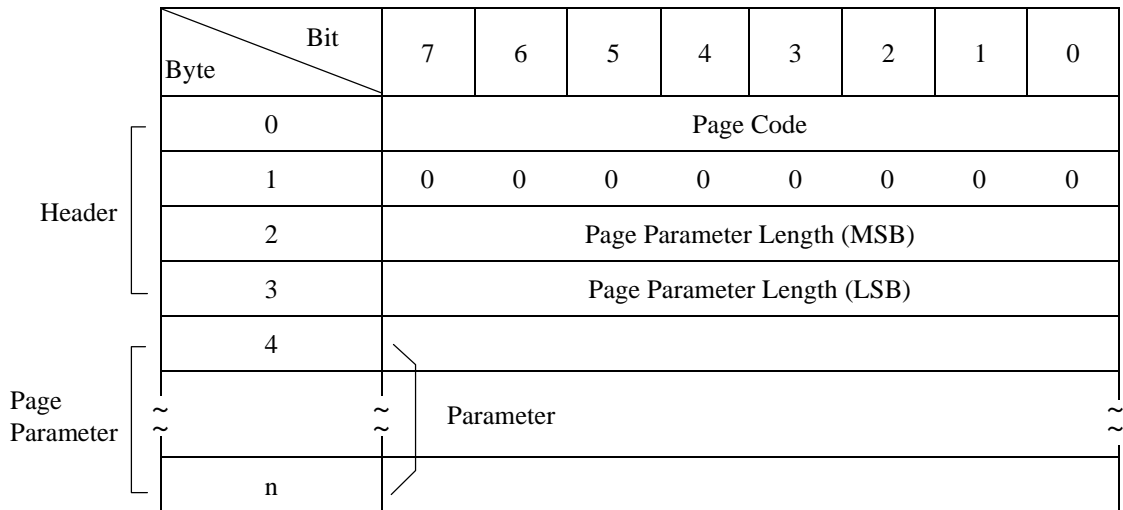 Bit
Byte
7 6 5 4 3 2 1 0
0 Page Code
1 0 0 0 0 0 0 0 0
Header
2 Page Parameter Length (MSB)
3 Page Parameter Length (LSB)
4
Page
Parameter
~ ~ Parameter ~
~ ~ ~
n